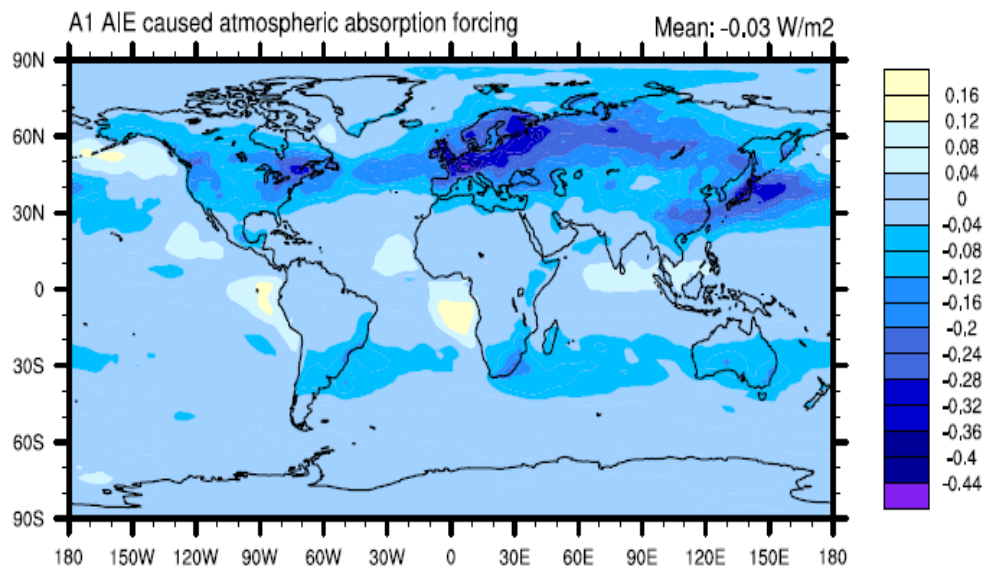 A1 AIE caused atmospheric absorption forcing Mean: -0.03 W/m2
90N
60N
30N
0
30S
60S
90S
180 150W 120W 90W 60W 30W 0 30E 60E 90E 120E 150E 180
0.16
0.12
0.08
0.04
0
-0.04
-0.08
-0.12
-0.16
-0.2
-0.24
-0.28
-0.32
-0.36
-0.4
-0.44